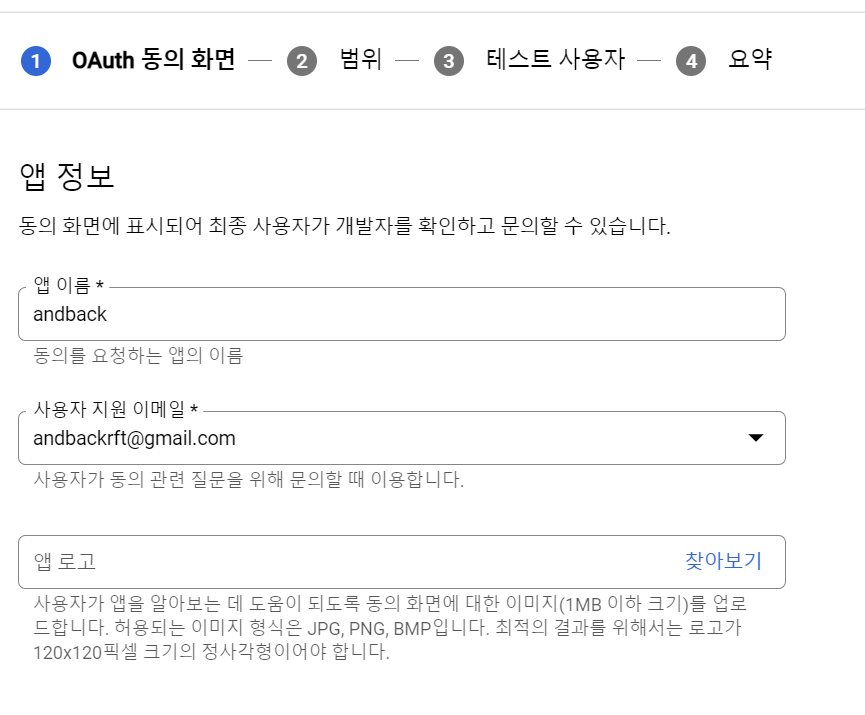 1 OAuth 동의 화면 — 2 범위 — 3 테스트 사용자 — 4 요약
앱 정보
동의 화면에 표시되어 최종 사용자가 개발자를 확인하고 문의할 수 있습니다.
앱 이름 *
andback
동의를 요청하는 앱의 이름
사용자 지원 이메일 *
andbackrft@gmail.com
사용자가 동의 관련 질문을 위해 문의할 때 이용합니다.
앱 로고 찾아보기
사용자가 앱을 알아보는 데 도움이 되도록 동의 화면에 대한 이미지(1MB 이하 크기)를 업로
드합니다. 허용되는 이미지 형식은 JPG, PNG, BMP입니다. 최적의 결과를 위해서는 로고가
120x120픽셀 크기의 정사각형이어야 합니다.